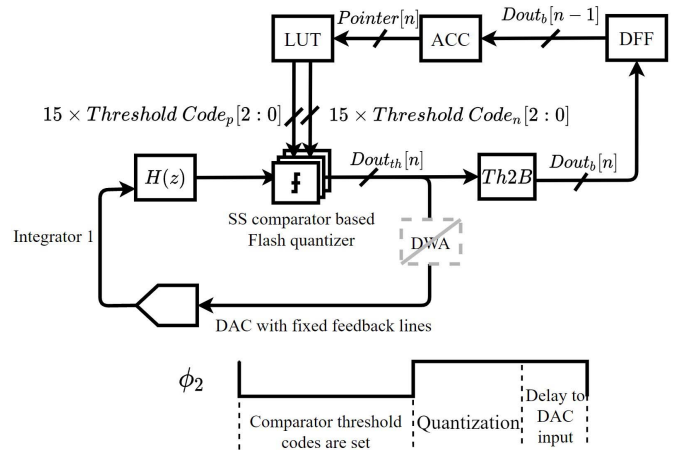 LUT
Pointer[n]
ACC
Dout_b[n − 1]
DFF
15 × Threshold Code_p[2 : 0]
15 × Threshold Code_n[2 : 0]
H(z)
Dout_th[n]
Th2B
Dout_b[n]
SS comparator based
Flash quantizer
Integrator 1
DWA
DAC with fixed feedback lines
ϕ_2
Comparator threshold
codes are set
Quantization
Delay to
DAC
input